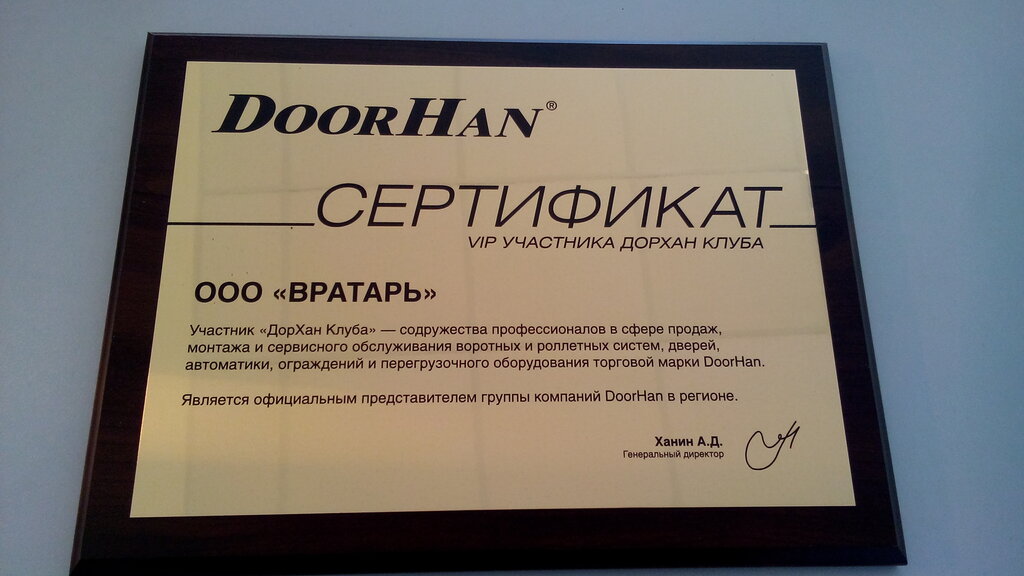 DOORHAN®
СЕРТИФИКАТ
VIP УЧАСТНИКА ДОРХАН КЛУБА
ООО «ВРАТАРЬ»
Участник «ДорХан Клуба» — содружества профессионалов в сфере продаж,
монтажа и сервисного обслуживания воротных и роллетных систем, дверей,
автоматики, ограждений и перегрузочного оборудования торговой марки DoorHan.
Является официальным представителем группы компаний DoorHan в регионе.
Ханин А.Д.
Генеральный директор